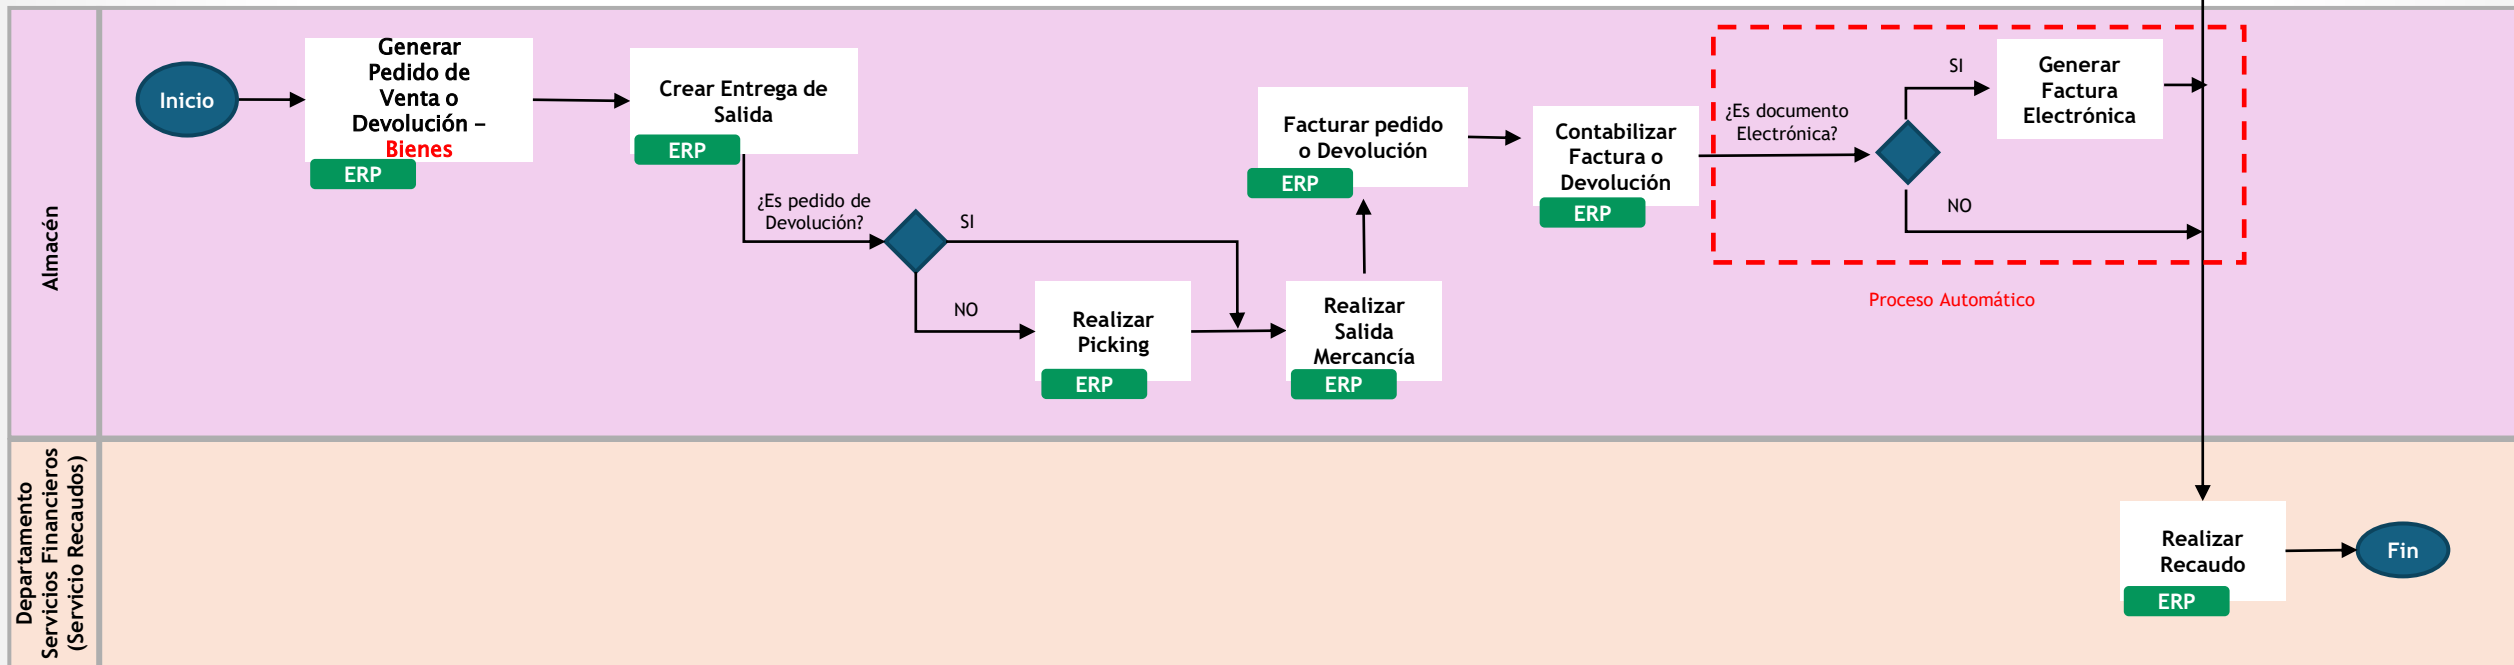 Almacén
Inicio
Generar
Pedido de
Venta o
Devolución –
Bienes
ERP
Crear Entrega de
Salida
ERP
¿Es pedido de
Devolución?
SI
NO
Realizar
Picking
ERP
Realizar
Salida
Mercancía
ERP
Facturar pedido
o Devolución
ERP
Contabilizar
Factura o
Devolución
ERP
¿Es documento
Electrónica?
SI
NO
Generar
Factura
Electrónica
Proceso Automático
Departamento
Servicios Financieros
(Servicio Recaudos)
Realizar
Recaudo
ERP
Fin